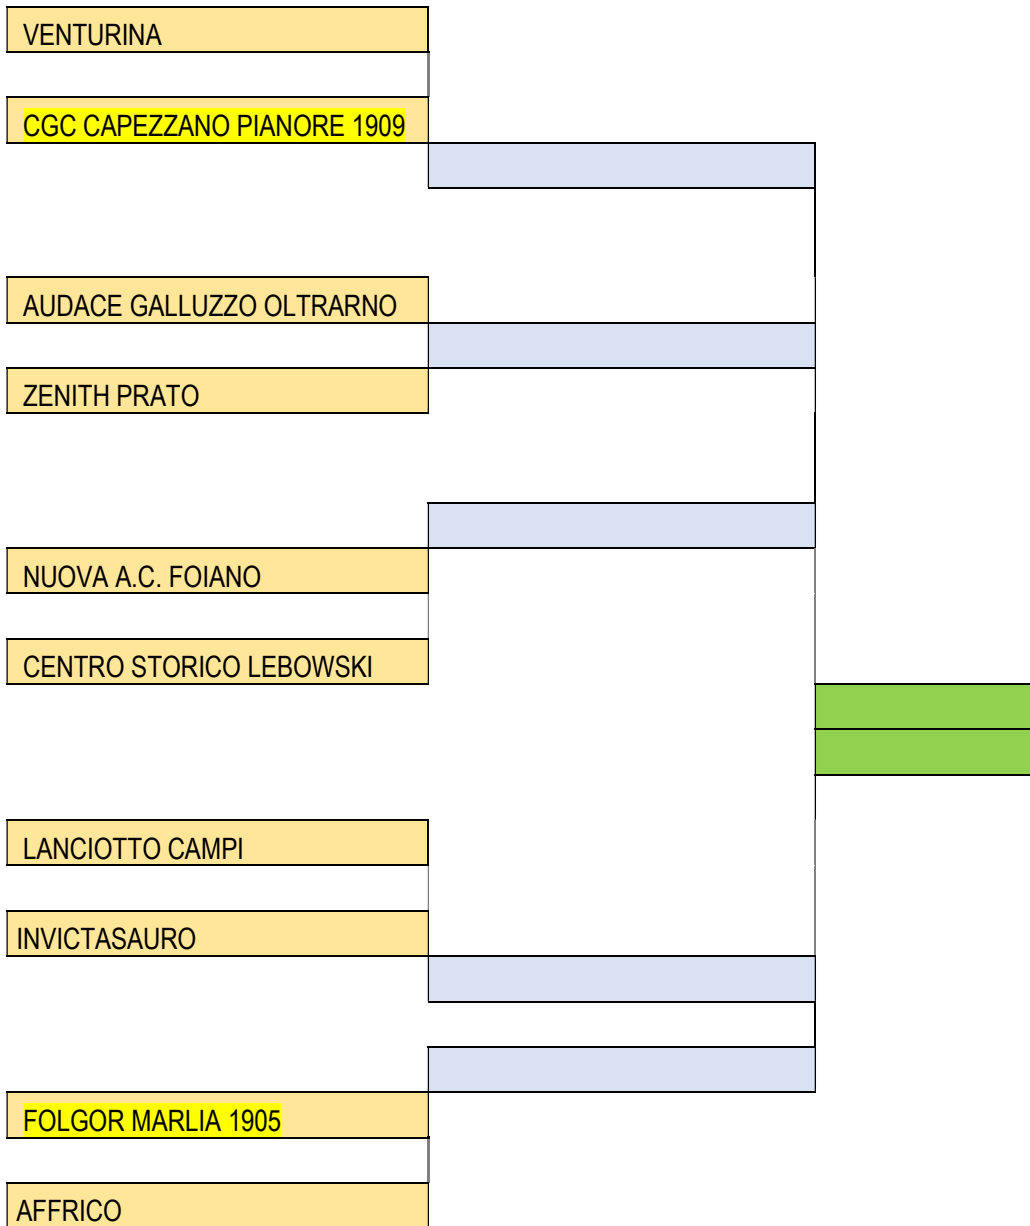 VENTURINA
CGC CAPEZZANO PIANORE 1909
AUDACE GALLUZZO OLTRARNO
ZENITH PRATO
NUOVA A.C. FOIANO
CENTRO STORICO LEBOWSKI
LANCIOTTO CAMPI
INVICTASAURO
FOLGOR MARLIA 1905
AFFRICO